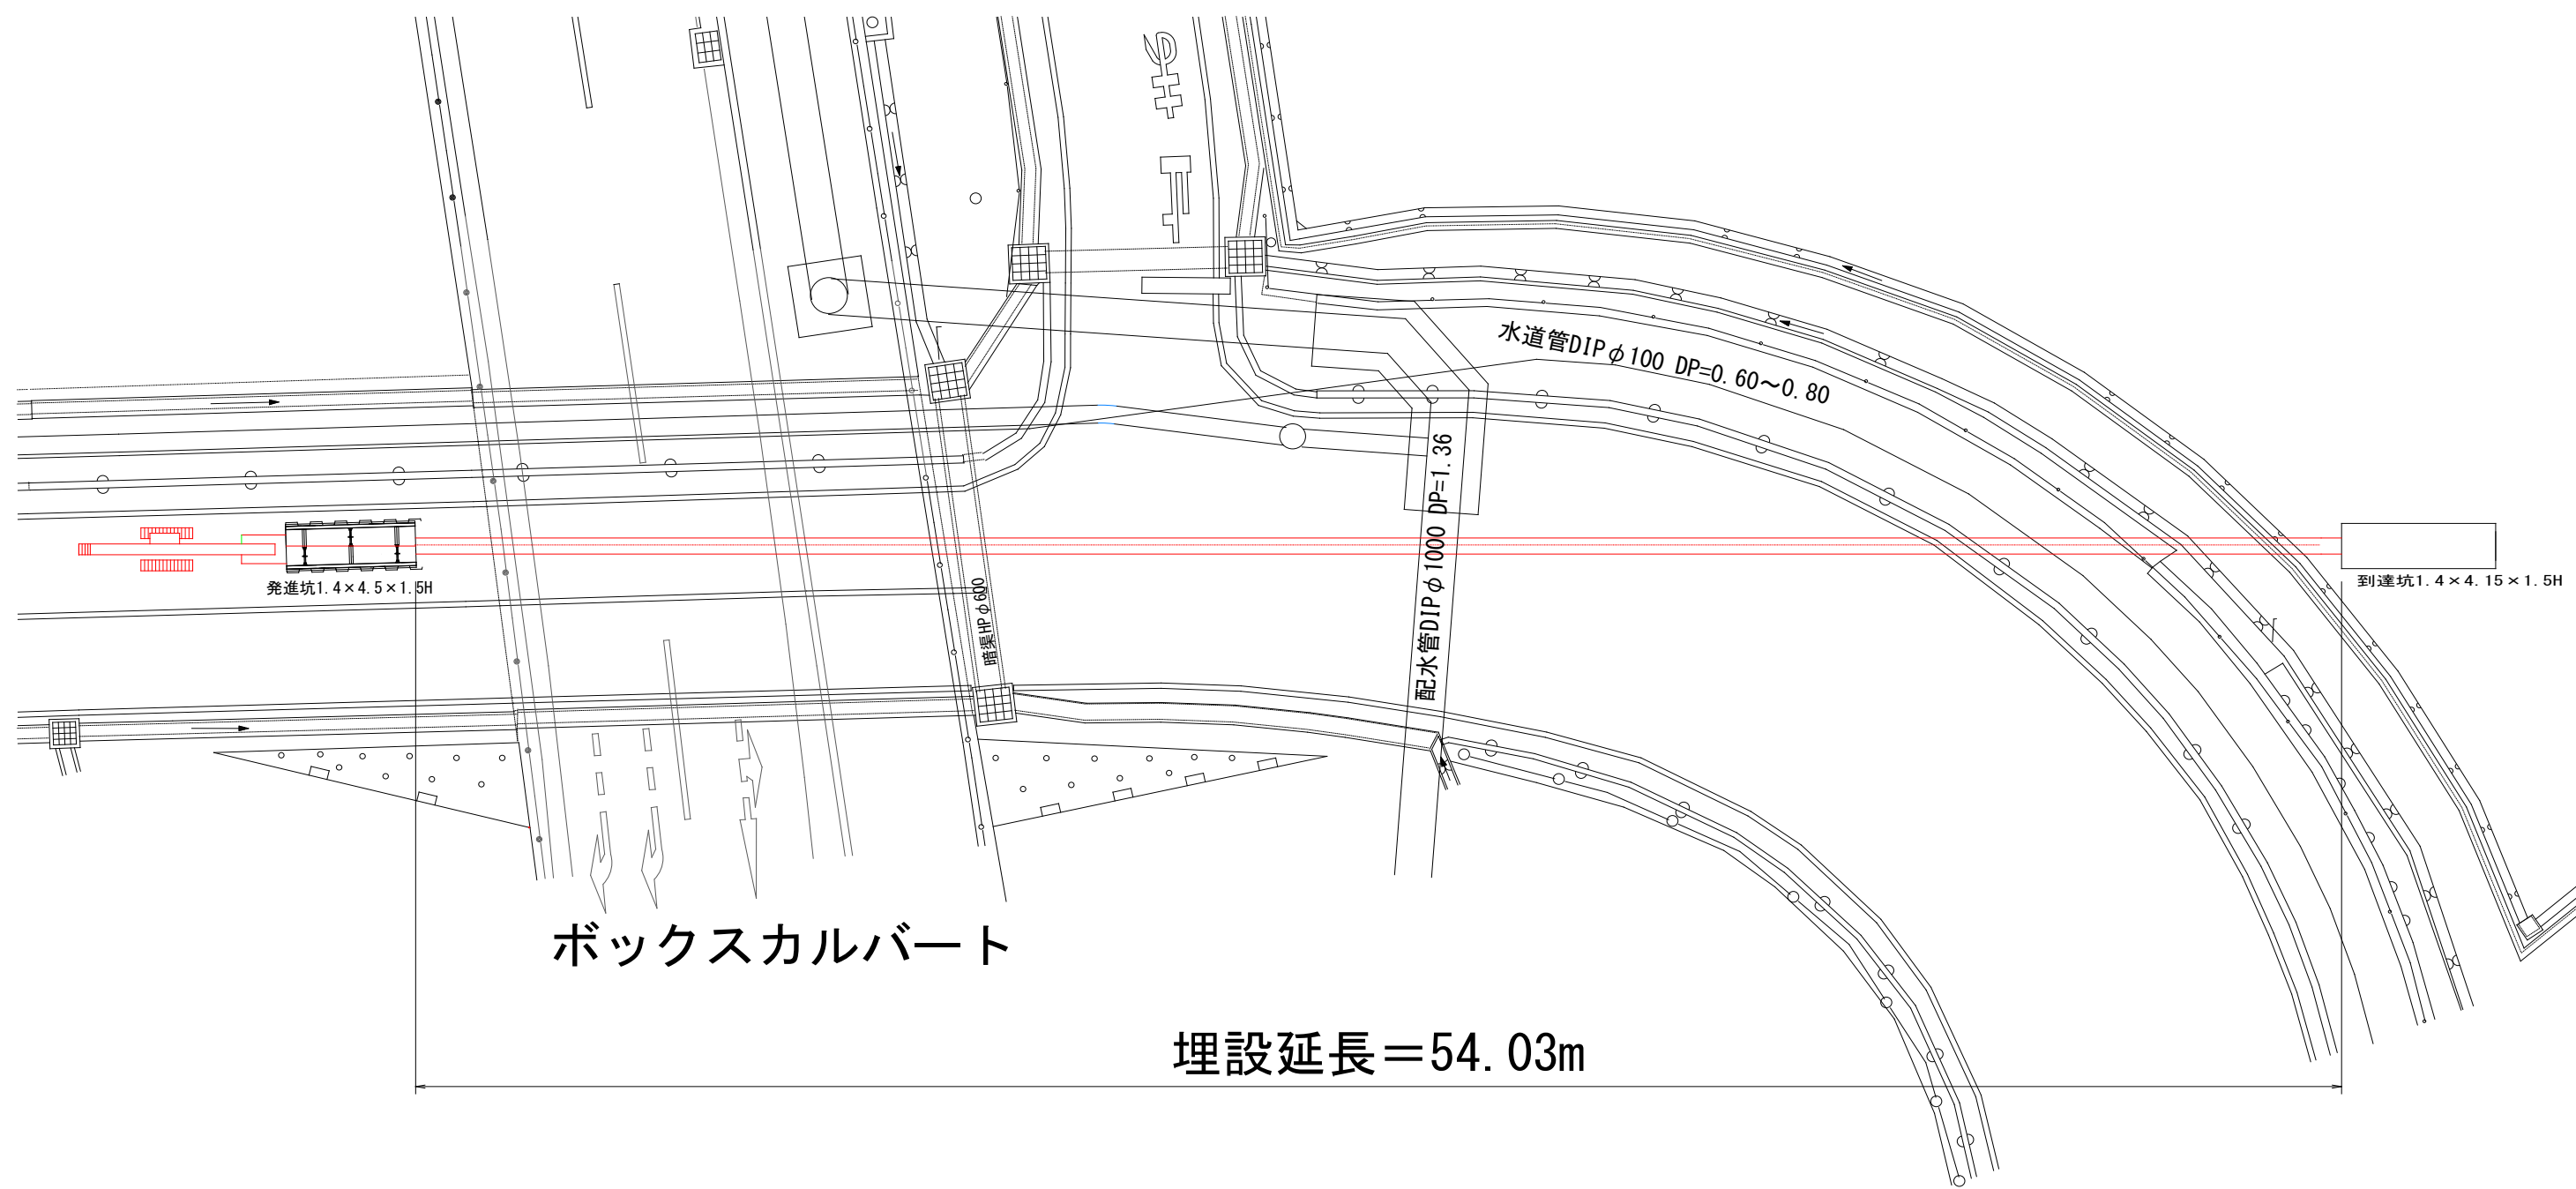 水道管DIPφ100 DP=0.60～0.80
配水管DIPφ1000 DP=1.36
発進坑1.4×4.5×1.5H
到達坑1.4×4.15×1.5H
暗渠HPφ600
ボックスカルバート
埋設延長＝54.03m